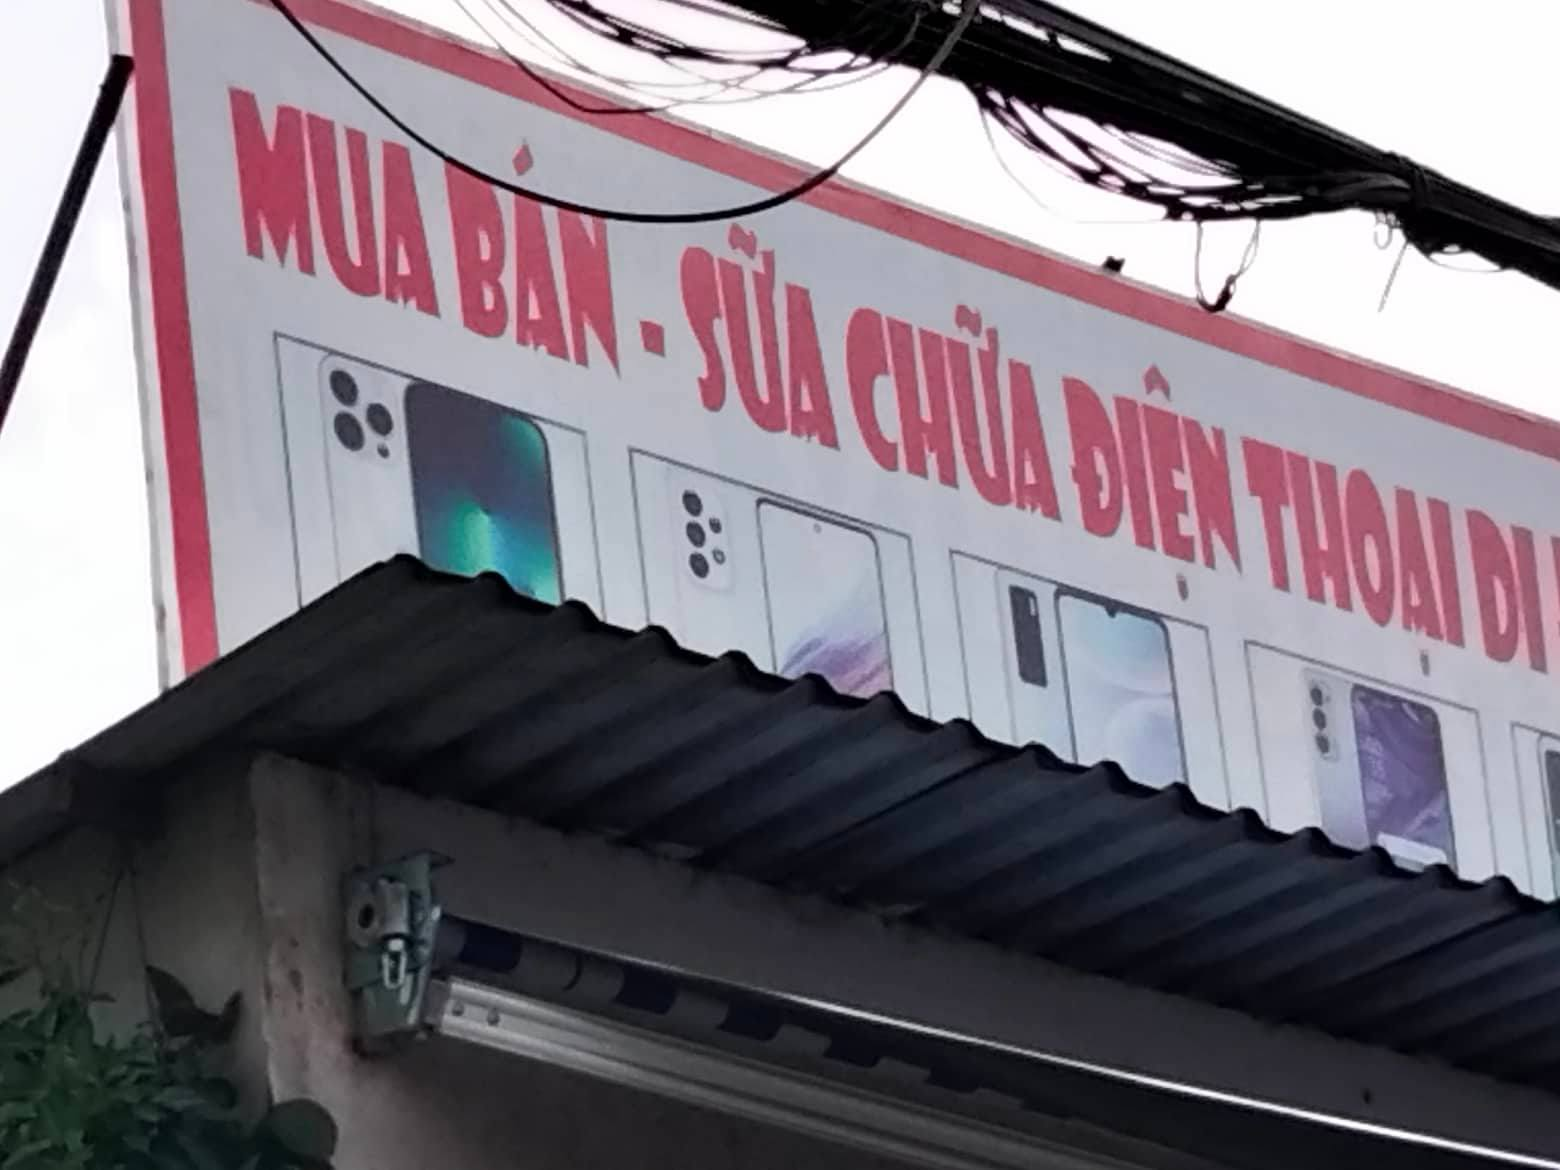 MUA BÁN - SỮA CHỮA ĐIỆN THOẠI DI